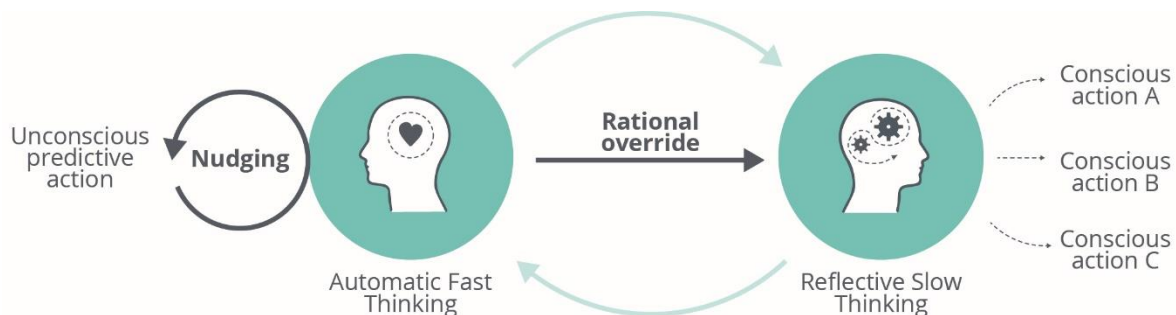 Unconscious
predictive
action
Nudging
Automatic Fast
Thinking
Rational
override
Reflective Slow
Thinking
Conscious
action A
Conscious
action B
Conscious
action C